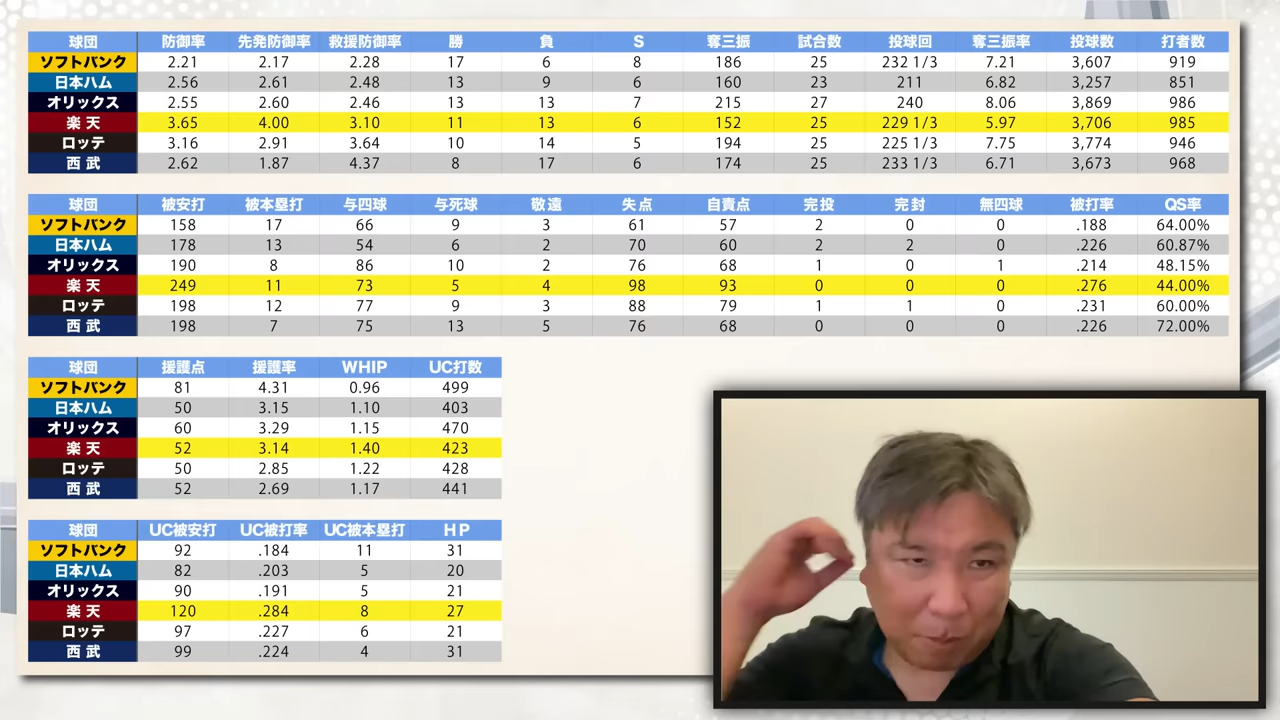 球団 防御率 先発防御率 救援防御率 勝 負 S 奪三振 試合数 投球回 奪三振率 投球数 打者数
ソフトバンク 2.21 2.17 2.28 17 6 8 186 25 232 1/3 7.21 3,607 919
日本ハム 2.56 2.61 2.48 13 9 6 160 23 211 6.82 3,257 851
オリックス 2.55 2.60 2.46 13 13 7 215 27 240 8.06 3,869 986
楽天 3.65 4.00 3.10 11 13 6 152 25 229 1/3 5.97 3,706 985
ロッテ 3.16 2.91 3.64 10 14 5 194 25 225 1/3 7.75 3,774 946
西武 2.62 1.87 4.37 8 17 6 174 25 233 1/3 6.71 3,673 968
球団 被安打 被本塁打 与四球 与死球 敬遠 失点 自責点 完投 完封 無四球 被打率 QS率
ソフトバンク 158 17 66 9 3 61 57 2 0 0 .188 64.00%
日本ハム 178 13 54 6 2 70 60 2 2 0 .226 60.87%
オリックス 190 8 86 10 2 76 68 1 0 1 .214 48.15%
楽天 249 11 73 5 4 98 93 0 0 0 .276 44.00%
ロッテ 198 12 77 9 3 88 79 1 1 0 .231 60.00%
西武 198 7 75 13 5 76 68 0 0 0 .226 72.00%
球団 援護点 援護率 WHIP UC打数
ソフトバンク 81 4.31 0.96 499
日本ハム 50 3.15 1.10 403
オリックス 60 3.29 1.15 470
楽天 52 3.14 1.40 423
ロッテ 50 2.85 1.22 428
西武 52 2.69 1.17 441
球団 UC被安打 UC被打率 UC被本塁打 HP
ソフトバンク 92 .184 11 31
日本ハム 82 .203 5 20
オリックス 90 .191 5 21
楽天 120 .284 8 27
ロッテ 97 .227 6 21
西武 99 .224 4 31